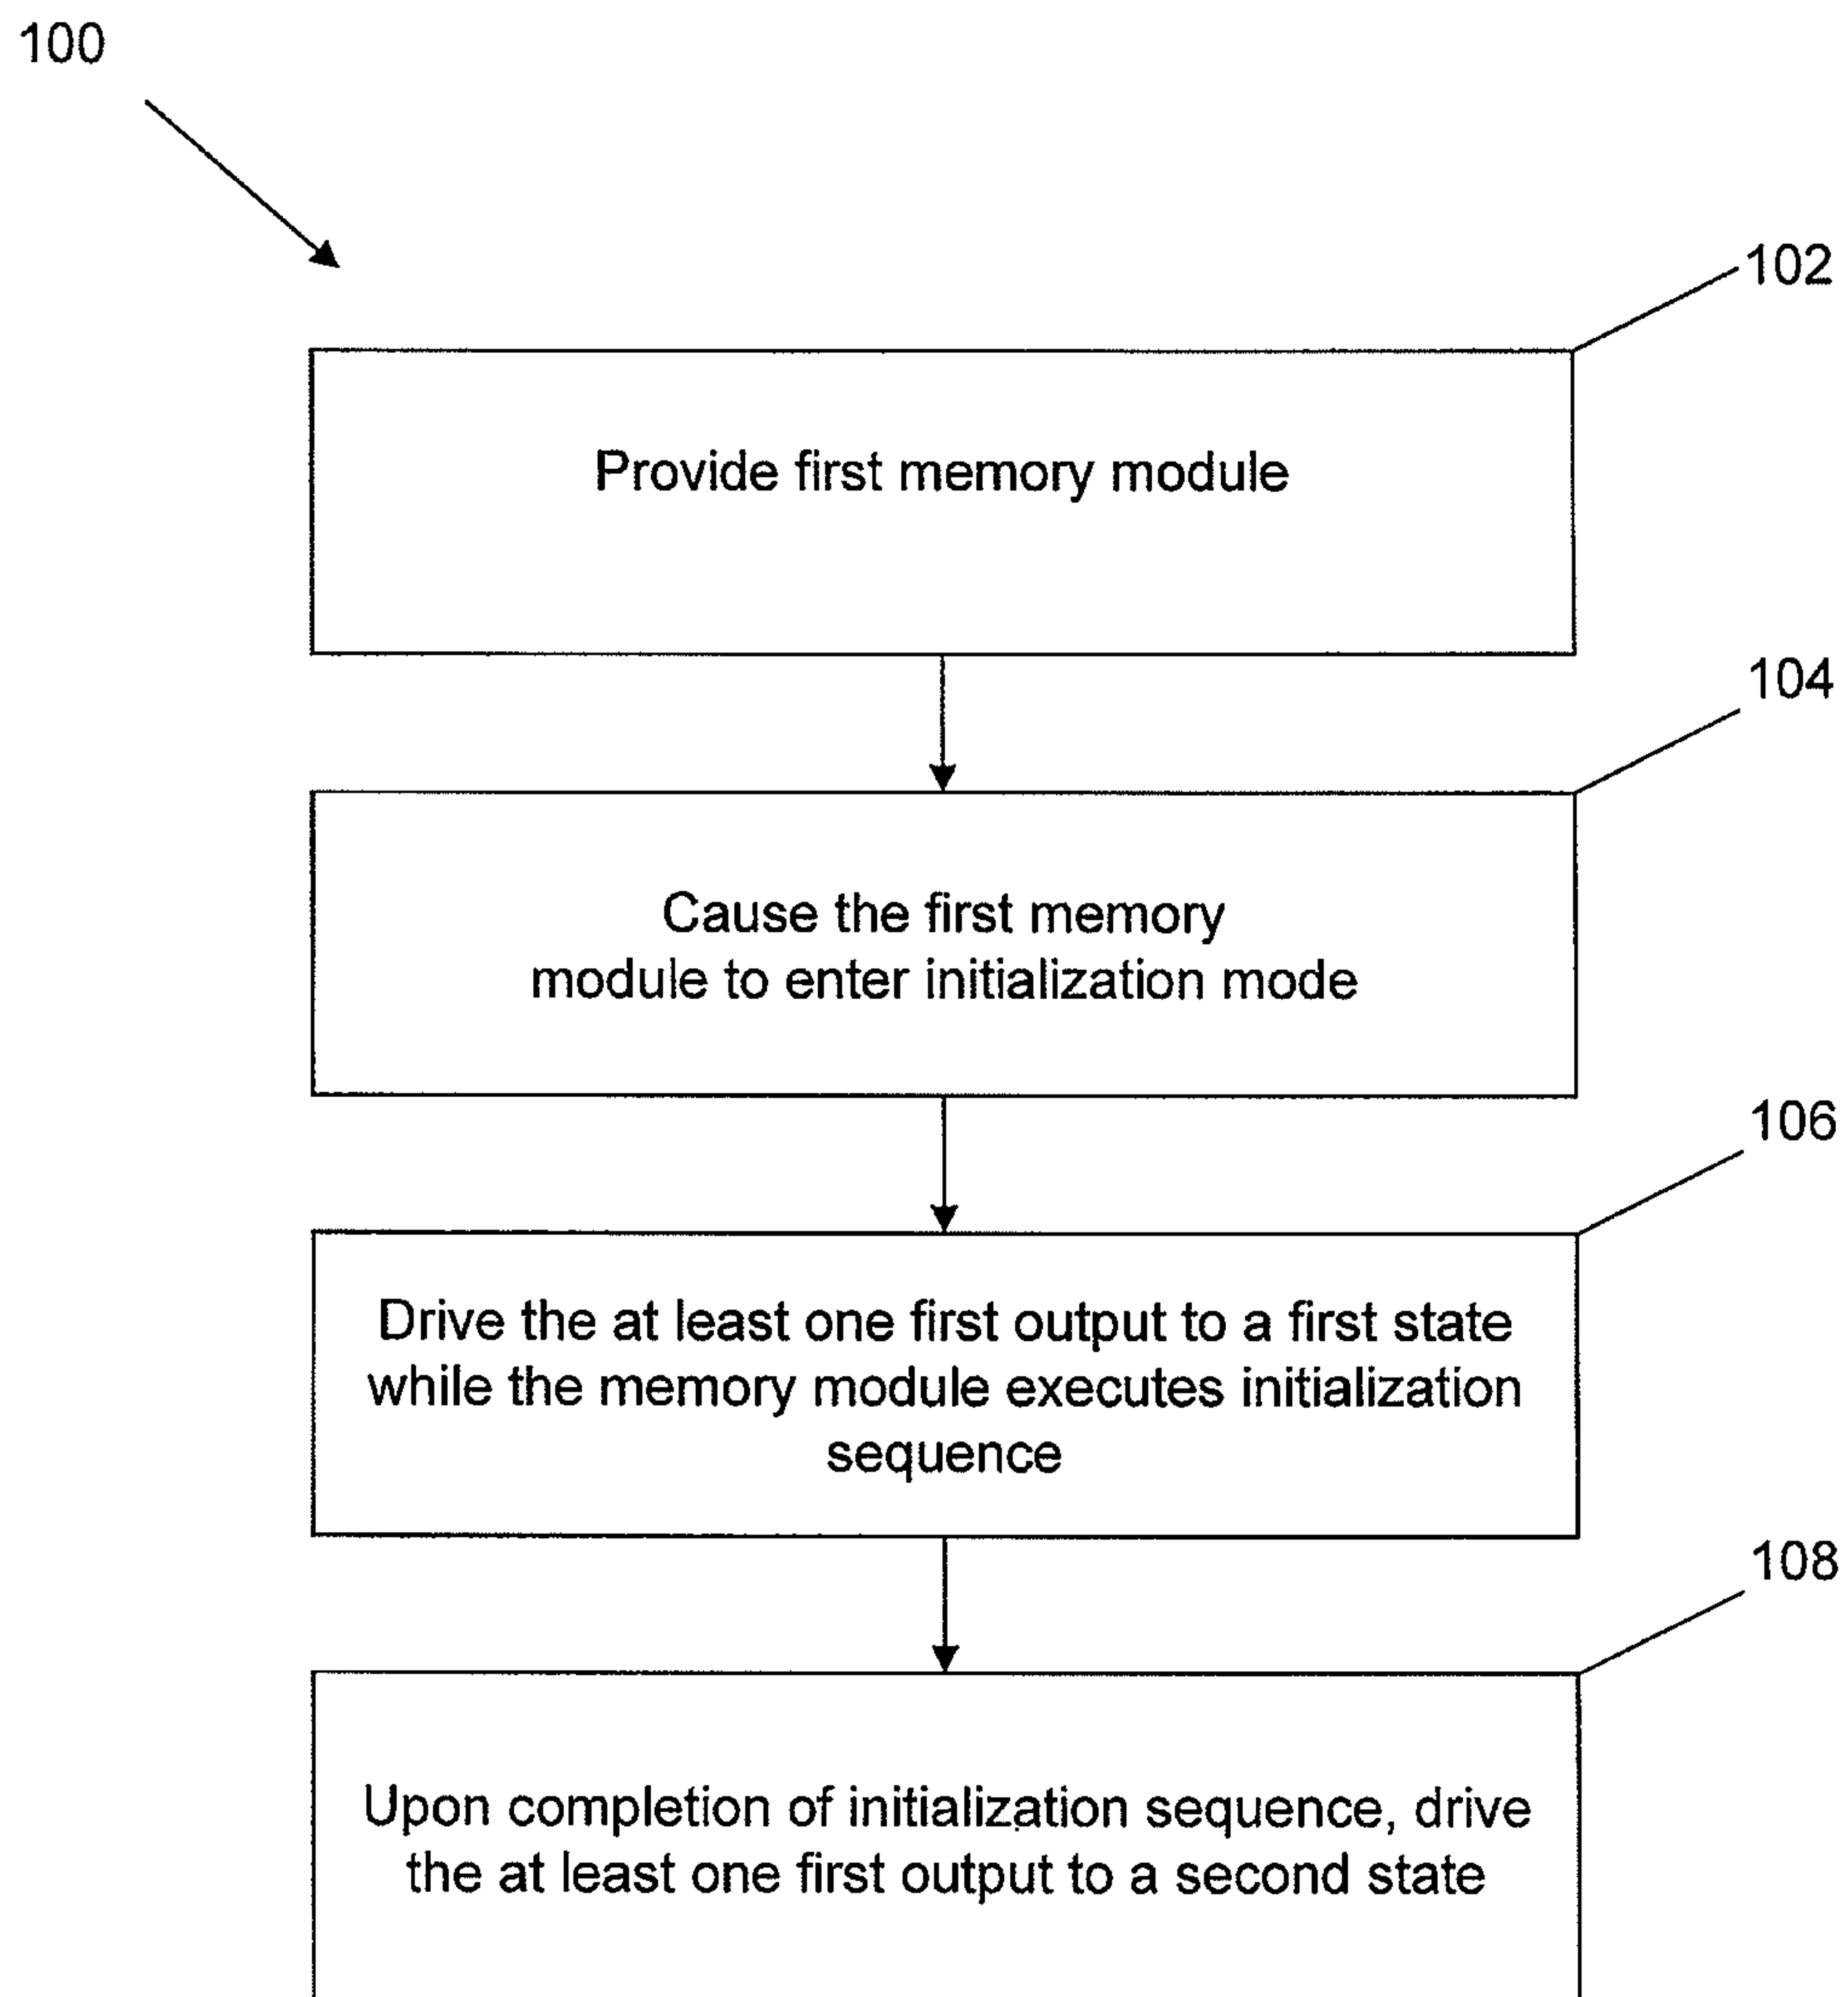 100
102
Provide first memory module
104
Cause the first memory
module to enter initialization mode
106
Drive the at least one first output to a first state
while the memory module executes initialization
sequence
108
Upon completion of initialization sequence, drive
the at least one first output to a second state